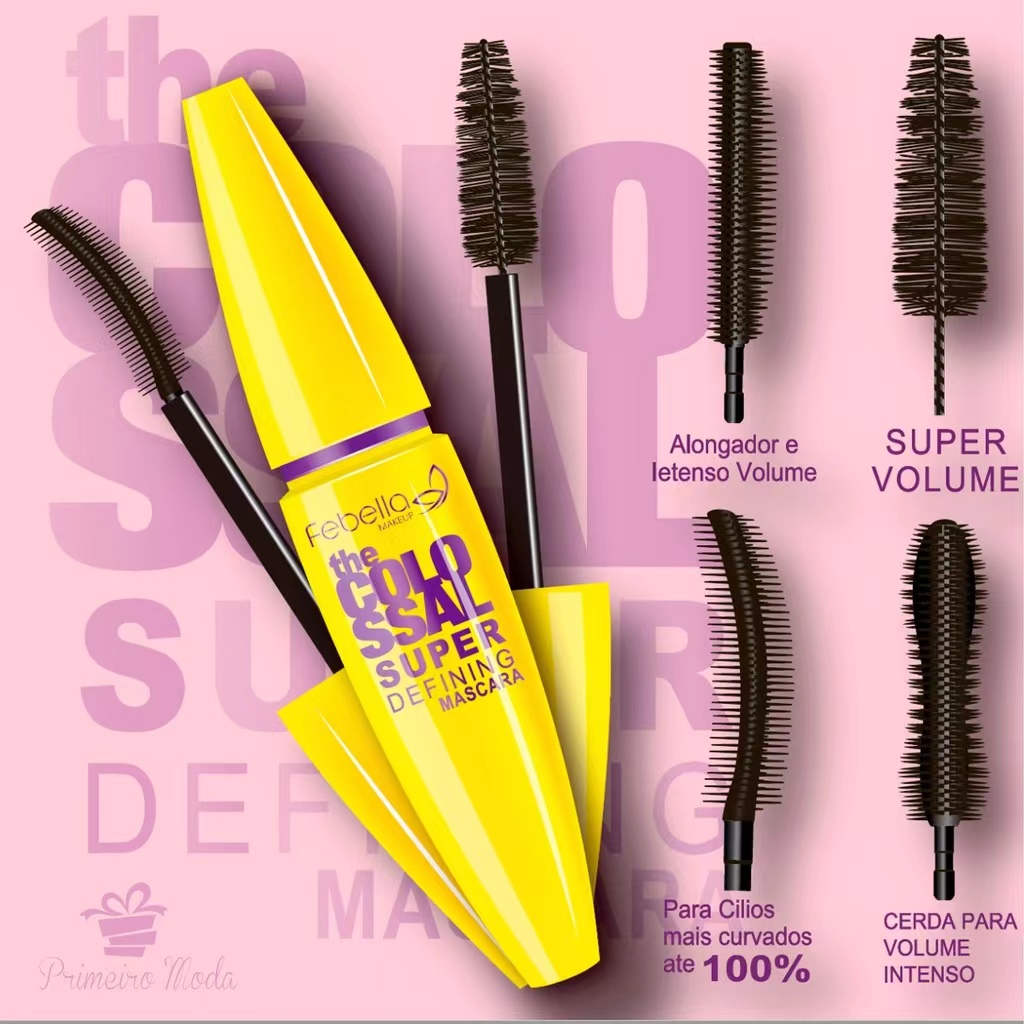 the
COLO
SSAL
SUPER
DEFINING
MASCARA
Febella
MAKEUP
the
COLO
SSAL
SUPER
DEFINING
MASCARA
Alongador e
Ietenso Volume
SUPER
VOLUME
Para Cilios
mais curvados
ate 100%
CERDA PARA
VOLUME
INTENSO
Primeiro Moda